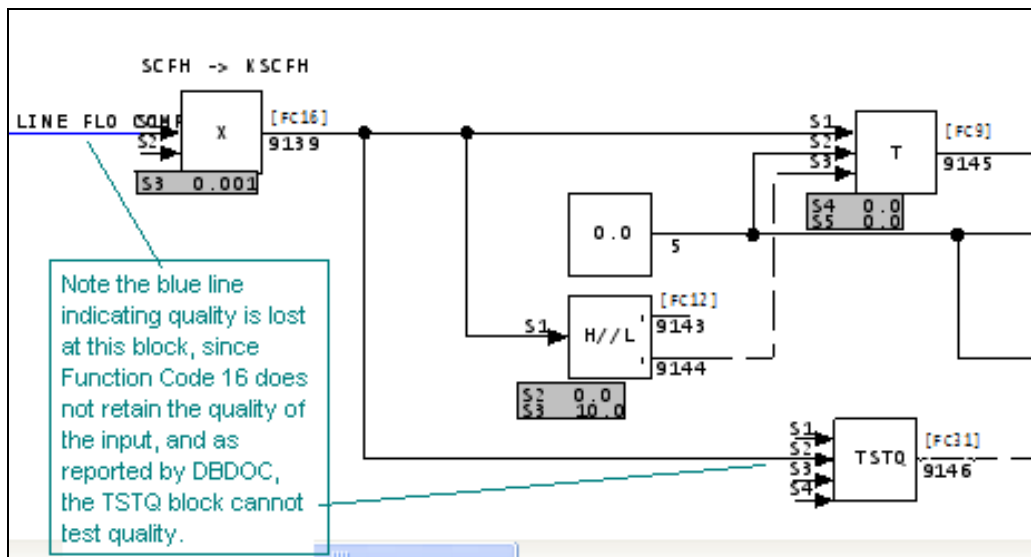 SCFH -> KSCFH
LINE FLO COMP
S1
S2
X
[FC16]
9139
S3 0.001
S1
S2
S3
T
[FC9]
9145
S4 0.0
S5 0.0
0.0
5
S1
H//L
[FC12]
9143
9144
S2 0.0
S3 10.0
S1
S2
S3
S4
TSTQ
[FC31]
9146
Note the blue line
indicating quality is lost
at this block, since
Function Code 16 does
not retain the quality of
the input, and as
reported by DBDOC,
the TSTQ block cannot
test quality.